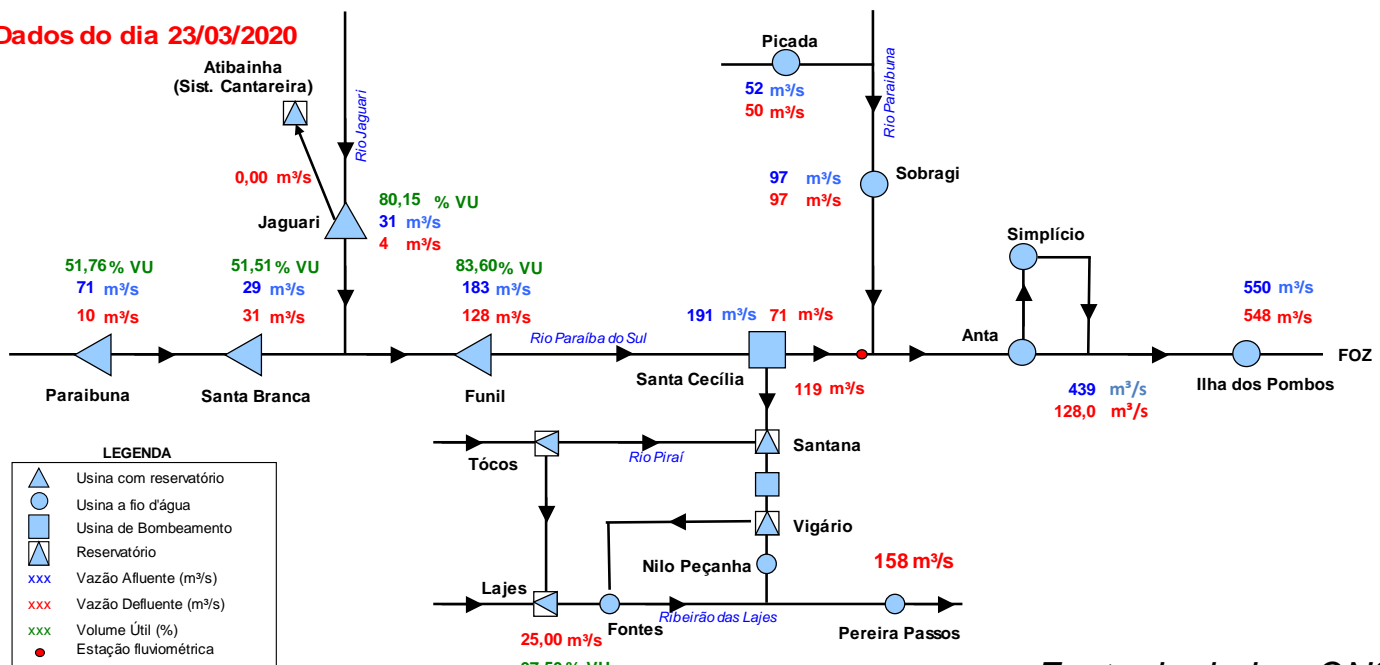 Dados do dia 23/03/2020
Atibainha
(Sist. Cantareira)
Rio Jaguari
0,00 m³/s
Jaguari
80,15 % VU
31 m³/s
4 m³/s
Picada
52 m³/s
50 m³/s
Rio Paraibuna
97 m³/s
97 m³/s
Sobragi
51,76 % VU
71 m³/s
10 m³/s
Paraibuna
51,51 % VU
29 m³/s
31 m³/s
Santa Branca
83,60 % VU
183 m³/s
128 m³/s
Funil
Rio Paraíba do Sul
191 m³/s 71 m³/s
Santa Cecília
119 m³/s
Simplício
Anta
439 m³/s
128,0 m³/s
550 m³/s
548 m³/s
FOZ
Ilha dos Pombos
Tócos
Rio Piraí
Santana
Vigário
Nilo Peçanha
158 m³/s
Lajes
Fontes
Ribeirão das Lajes
Pereira Passos
25,00 m³/s
LEGENDA
Usina com reservatório
Usina a fio d'água
Usina de Bombeamento
Reservatório
xxx Vazão Afluente (m³/s)
xxx Vazão Defluente (m³/s)
xxx Volume Útil (%)
Estação fluviométrica